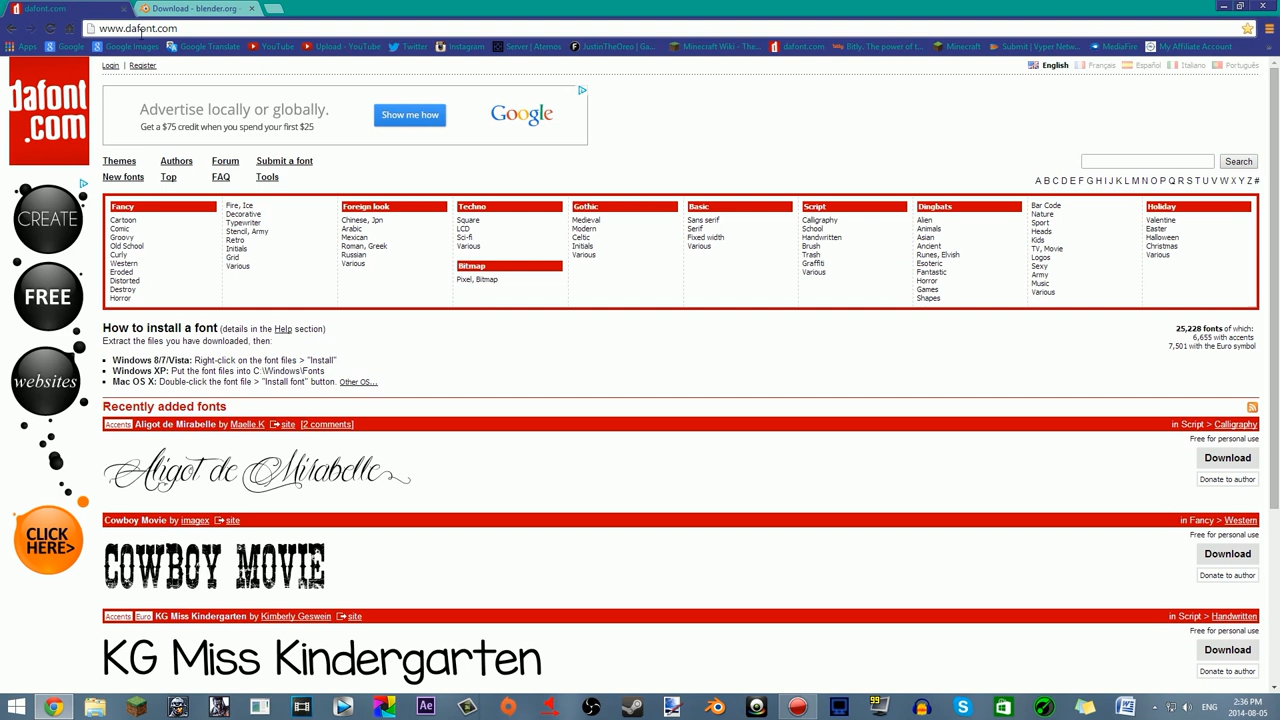 dafont.com
Download - blender.org
www.dafont.com
Apps Google Google Images Google Translate YouTube Upload - YouTube Twitter Instagram Server | Aternos JustinTheOreo | Ga... Minecraft Wiki - The... dafont.com Bitly. The power of t... Minecraft Submit | Vyper Netw... MediaFire My Affiliate Account
Login | Register
English Français Español Italiano Português
dafont
.com
Advertise locally or globally.
Get a $75 credit when you spend your first $25
Show me how
Google
Themes Authors Forum Submit a font
New fonts Top FAQ Tools
Search
A B C D E F G H I J K L M N O P Q R S T U V W X Y Z #
CREATE
FREE
websites
CLICK
HERE>
Fancy
Cartoon
Comic
Groovy
Old School
Curly
Western
Eroded
Distorted
Destroy
Horror
Fire, Ice
Decorative
Typewriter
Stencil, Army
Retro
Initials
Grid
Various
Foreign look
Chinese, Jpn
Arabic
Mexican
Roman, Greek
Russian
Various
Techno
Square
LCD
Sci-fi
Various
Bitmap
Pixel, Bitmap
Gothic
Medieval
Modern
Celtic
Initials
Various
Basic
Sans serif
Serif
Fixed width
Various
Script
Calligraphy
School
Handwritten
Brush
Trash
Graffiti
Various
Dingbats
Alien
Animals
Asian
Ancient
Runes, Elvish
Esoteric
Fantastic
Horror
Games
Shapes
Bar Code
Nature
Sport
Heads
Kids
TV, Movie
Logos
Sexy
Army
Music
Various
Holiday
Valentine
Easter
Halloween
Christmas
Various
How to install a font (details in the Help section)
Extract the files you have downloaded, then:
Windows 8/7/Vista: Right-click on the font files > "Install"
Windows XP: Put the font files into C:\Windows\Fonts
Mac OS X: Double-click the font file > "Install font" button. Other OS...
25,228 fonts of which:
6,655 with accents
7,501 with the Euro symbol
Recently added fonts
Accents Aligot de Mirabelle by Maelle.K site [2 comments] in Script > Calligraphy
Free for personal use
Aligot de Mirabelle
Download
Donate to author
Cowboy Movie by imagex site in Fancy > Western
Free for personal use
COWBOY MOVIE
Download
Donate to author
Accents Euro KG Miss Kindergarten by Kimberly Geswein site in Script > Handwritten
Free for personal use
KG Miss Kindergarten
Download
Donate to author
Ae
99
ENG
2:36 PM
2014-08-05